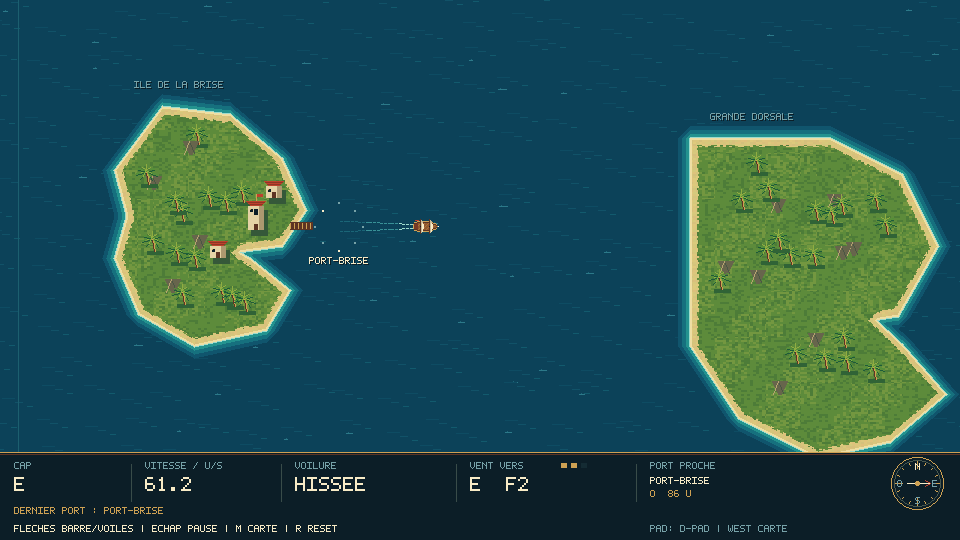 ILE DE LA BRISE
GRANDE DORSALE
PORT-BRISE
CAP
VITESSE / U/S
VOILURE
VENT VERS
PORT PROCHE
E
61.2
HISSEE
E F2
PORT-BRISE
O 86 U
N
O
E
S
DERNIER PORT : PORT-BRISE
FLECHES BARRE/VOILES | ECHAP PAUSE | M CARTE | R RESET
PAD: D-PAD | WEST CARTE